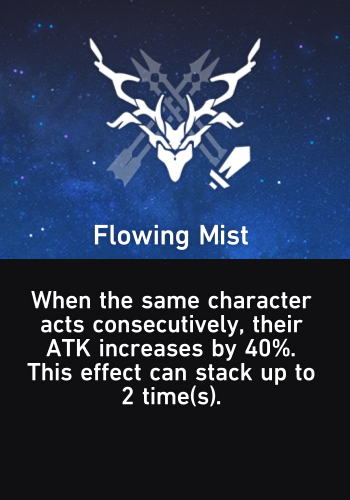 Flowing Mist
When the same character
acts consecutively, their
ATK increases by 40%.
This effect can stack up to
2 time(s).